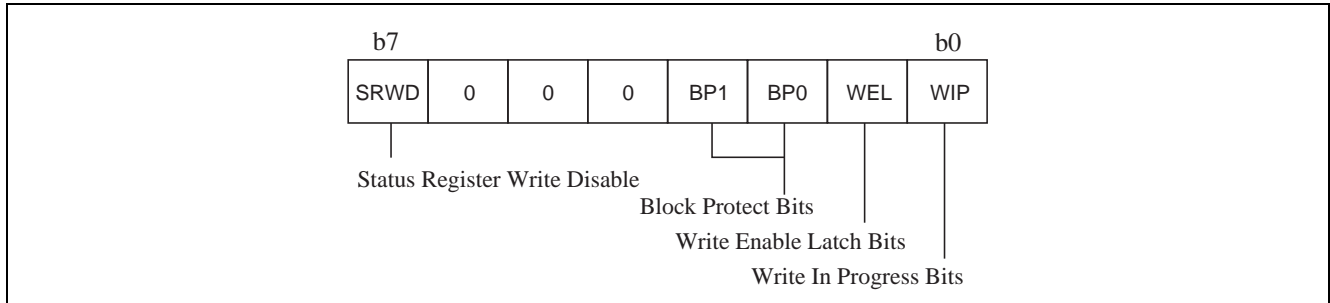 b7 b0
SRWD 0 0 0 BP1 BP0 WEL WIP
Status Register Write Disable
Block Protect Bits
Write Enable Latch Bits
Write In Progress Bits